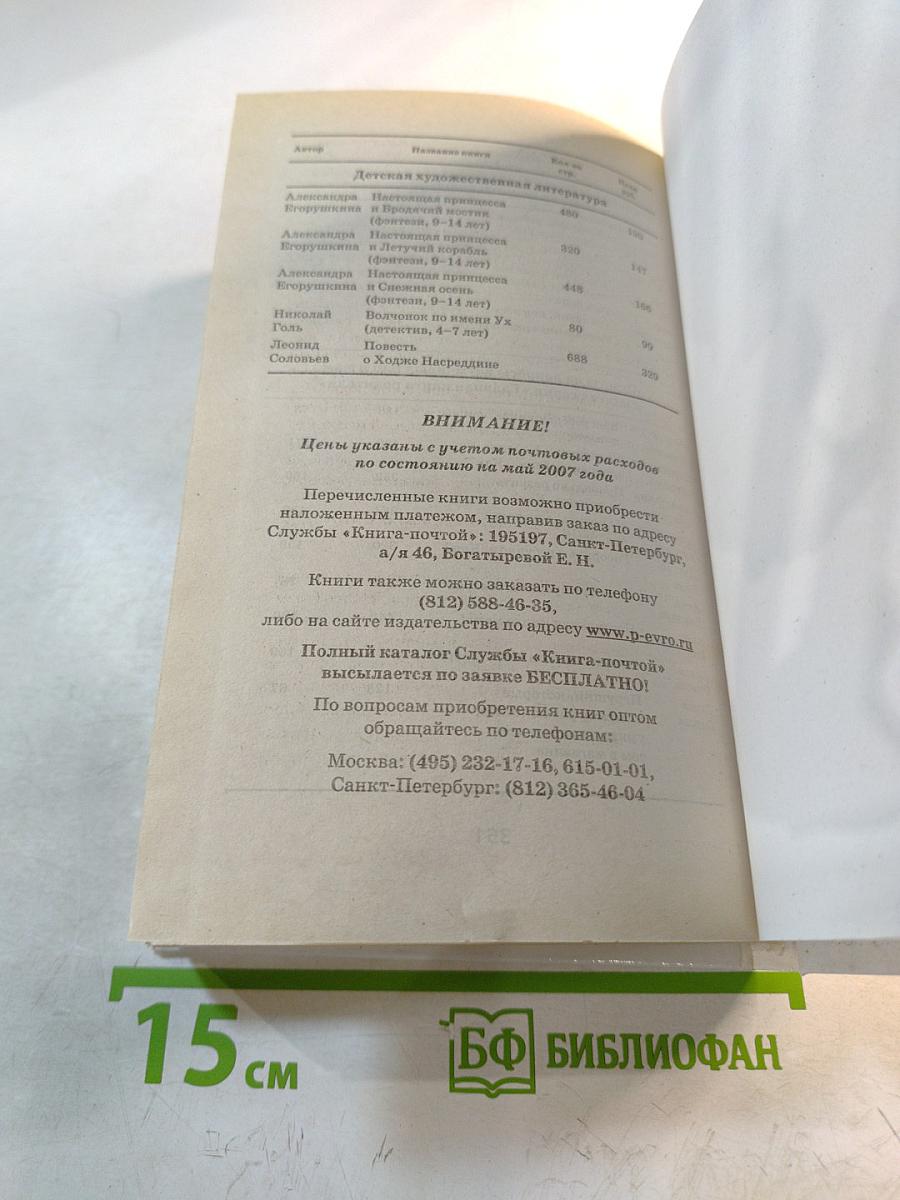 Автор Название книги Кол-во стр. Цена руб.
Детская художественная литература
Александра Настоящая принцесса
Егорушкина и Бродячий мостик 480
(фэнтези, 9–14 лет) 190
Александра Настоящая принцесса
Егорушкина и Летучий корабль 320
(фэнтези, 9–14 лет) 147
Александра Настоящая принцесса
Егорушкина и Снежная осень 448
(фэнтези, 9–14 лет) 166
Николай Волчонок по имени Ух
Голь (детектив, 4–7 лет) 80 99
Леонид Повесть
Соловьев о Ходже Насреддине 688 329
ВНИМАНИЕ!
Цены указаны с учетом почтовых расходов
по состоянию на май 2007 года
Перечисленные книги возможно приобрести
наложенным платежом, направив заказ по адресу
Службы «Книга-почтой»: 195197, Санкт-Петербург,
а/я 46, Богатыревой Е. Н.
Книги также можно заказать по телефону
(812) 588-46-35,
либо на сайте издательства по адресу www.p-evro.ru
Полный каталог Службы «Книга-почтой»
высылается по заявке БЕСПЛАТНО!
По вопросам приобретения книг оптом
обращайтесь по телефонам:
Москва: (495) 232-17-16, 615-01-01,
Санкт-Петербург: (812) 365-46-04
15 см
БФ БИБЛИОФАН